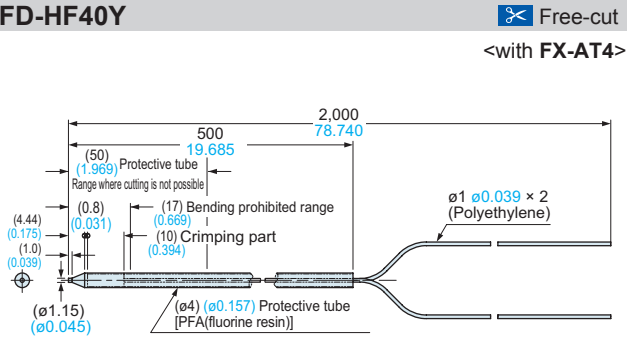 FD-HF40Y
Free-cut
<with FX-AT4>
2,000
78.740
500
19.685
(50)
(1.969)
Protective tube
Range where cutting is not possible
(0.8)
(0.031)
(17) Bending prohibited range
(0.669)
(10) Crimping part
(0.394)
(4.44)
(0.175)
(1.0)
(0.039)
ø1 ø0.039 × 2
(Polyethylene)
(ø1.15)
(ø0.045)
(ø4) (ø0.157) Protective tube
[PFA(fluorine resin)]